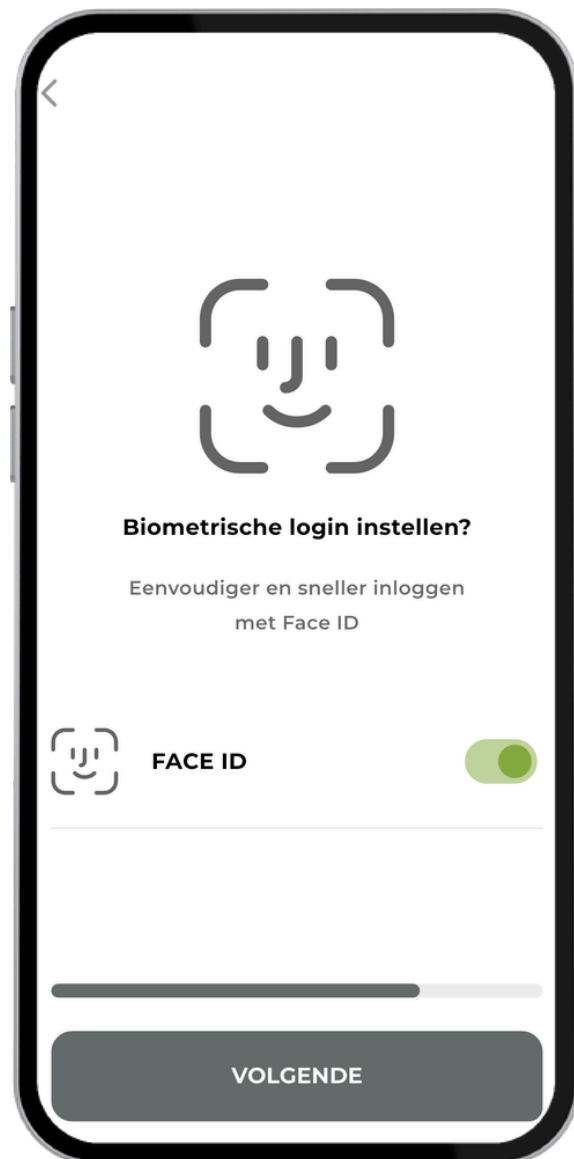 Biometrische login instellen?
Eenvoudiger en sneller inloggen
met Face ID
FACE ID
VOLGENDE